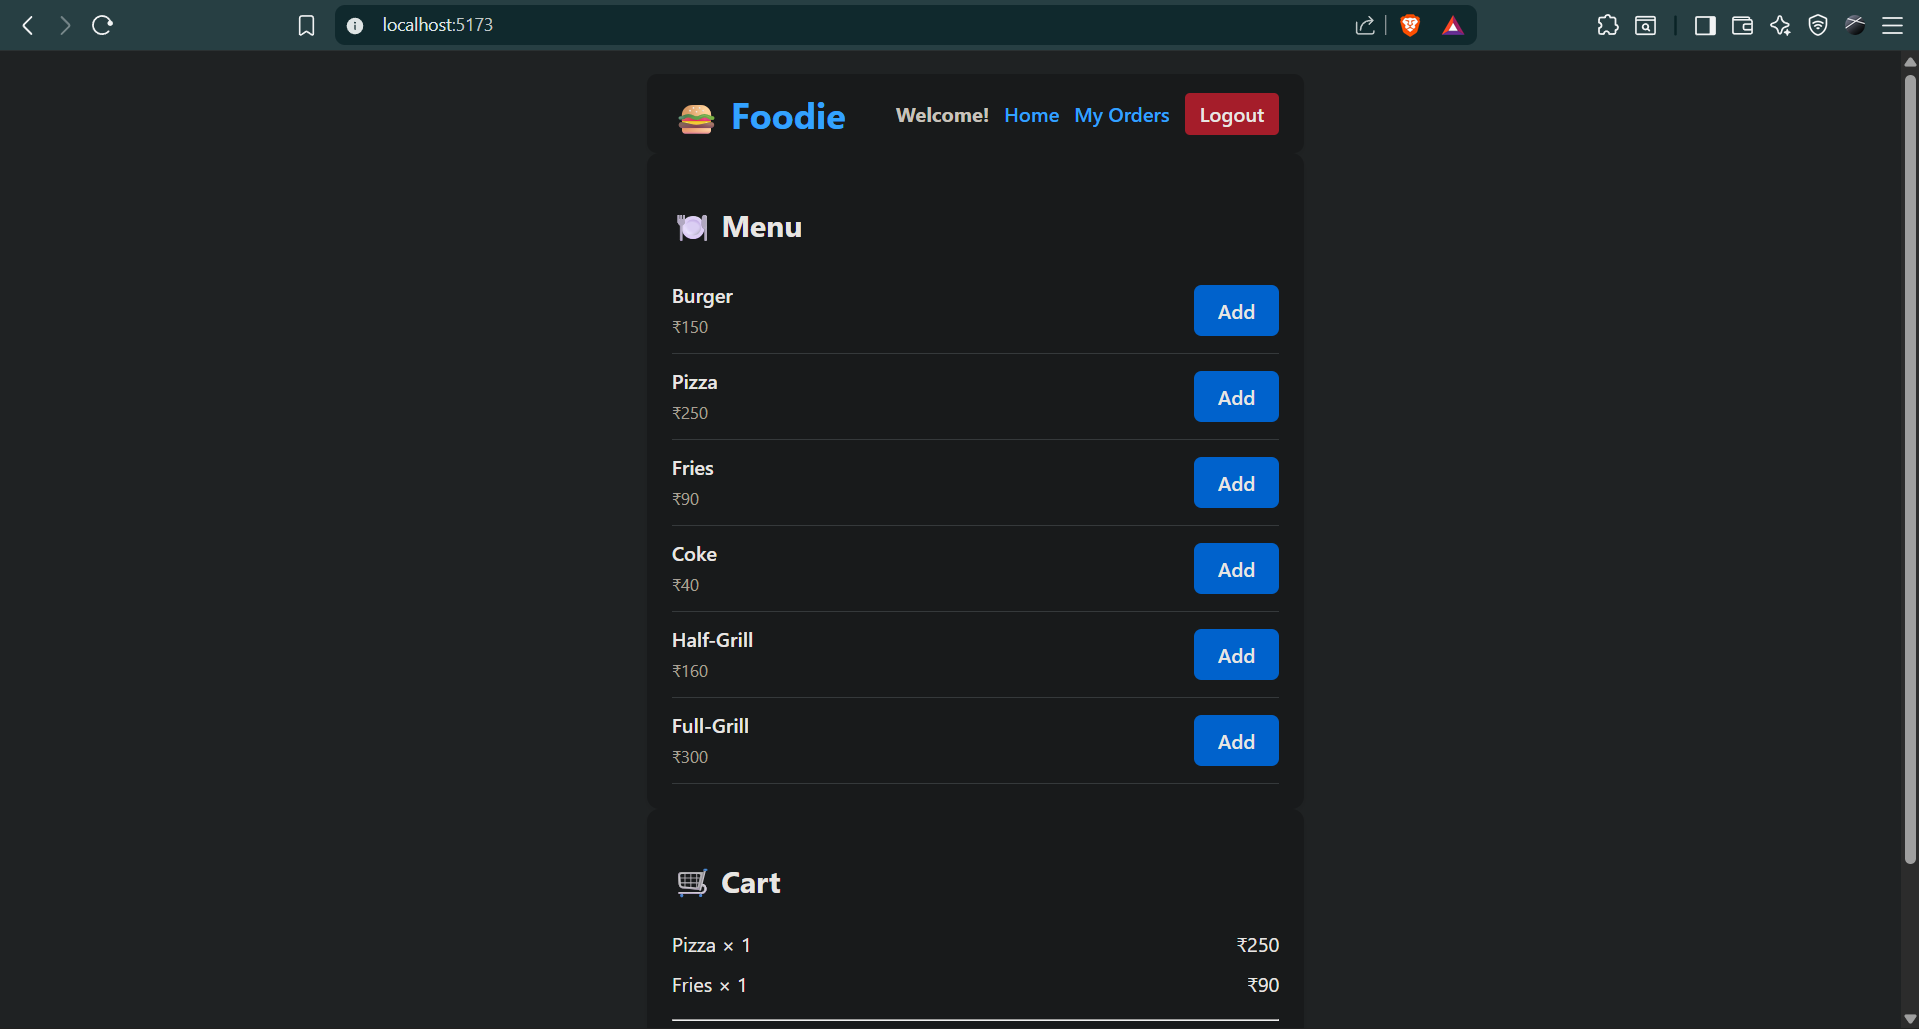 localhost:5173
Foodie
Welcome! Home My Orders Logout
Menu
Burger
₹150
Add
Pizza
₹250
Add
Fries
₹90
Add
Coke
₹40
Add
Half-Grill
₹160
Add
Full-Grill
₹300
Add
Cart
Pizza × 1 ₹250
Fries × 1 ₹90